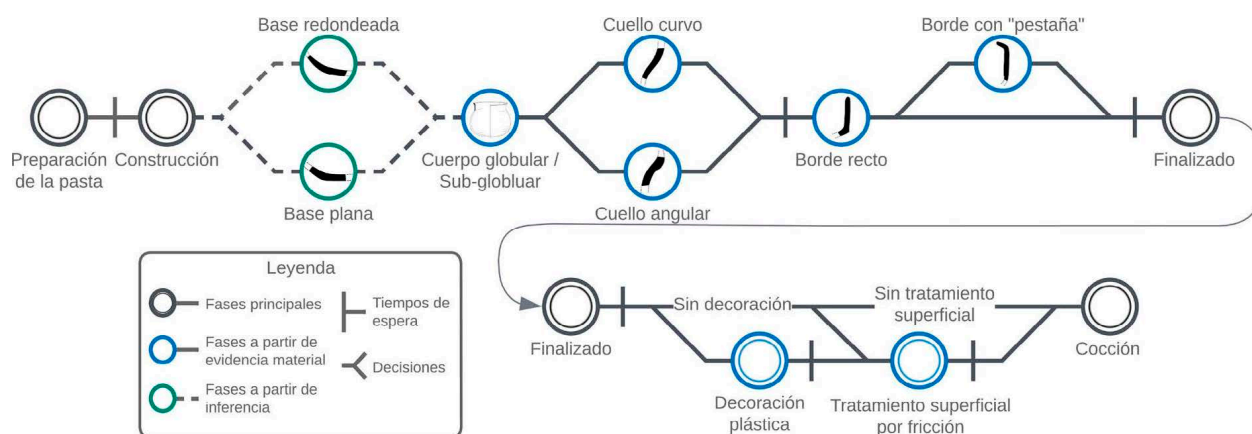 Base redondeada
Cuello curvo
Borde con "pestaña"
Preparación
de la pasta
Construcción
Cuerpo globular /
Sub-globluar
Borde recto
Finalizado
Base plana
Cuello angular
Leyenda
Fases principales
Tiempos de
espera
Fases a partir de
evidencia material
Decisiones
Fases a partir de
inferencia
Sin decoración
Sin tratamiento
superficial
Finalizado
Cocción
Decoración
plástica
Tratamiento superficial
por fricción